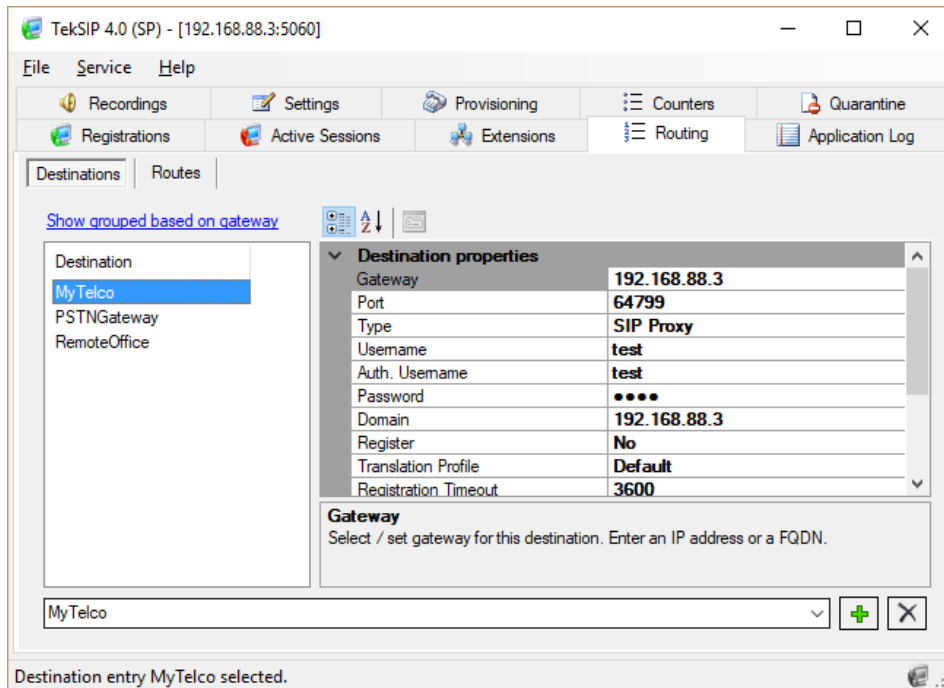 TekSIP 4.0 (SP) - [192.168.88.3:5060]
File Service Help
Recordings Settings Provisioning Counters Quarantine
Registrations Active Sessions Extensions Routing Application Log
Destinations Routes
Show grouped based on gateway
Destination
MyTelco
PSTNGateway
RemoteOffice
Destination properties
Gateway 192.168.88.3
Port 64799
Type SIP Proxy
Username test
Auth. Username test
Password ●●●●
Domain 192.168.88.3
Register No
Translation Profile Default
Registration Timeout 3600
Gateway
Select / set gateway for this destination. Enter an IP address or a FQDN.
MyTelco
Destination entry MyTelco selected.